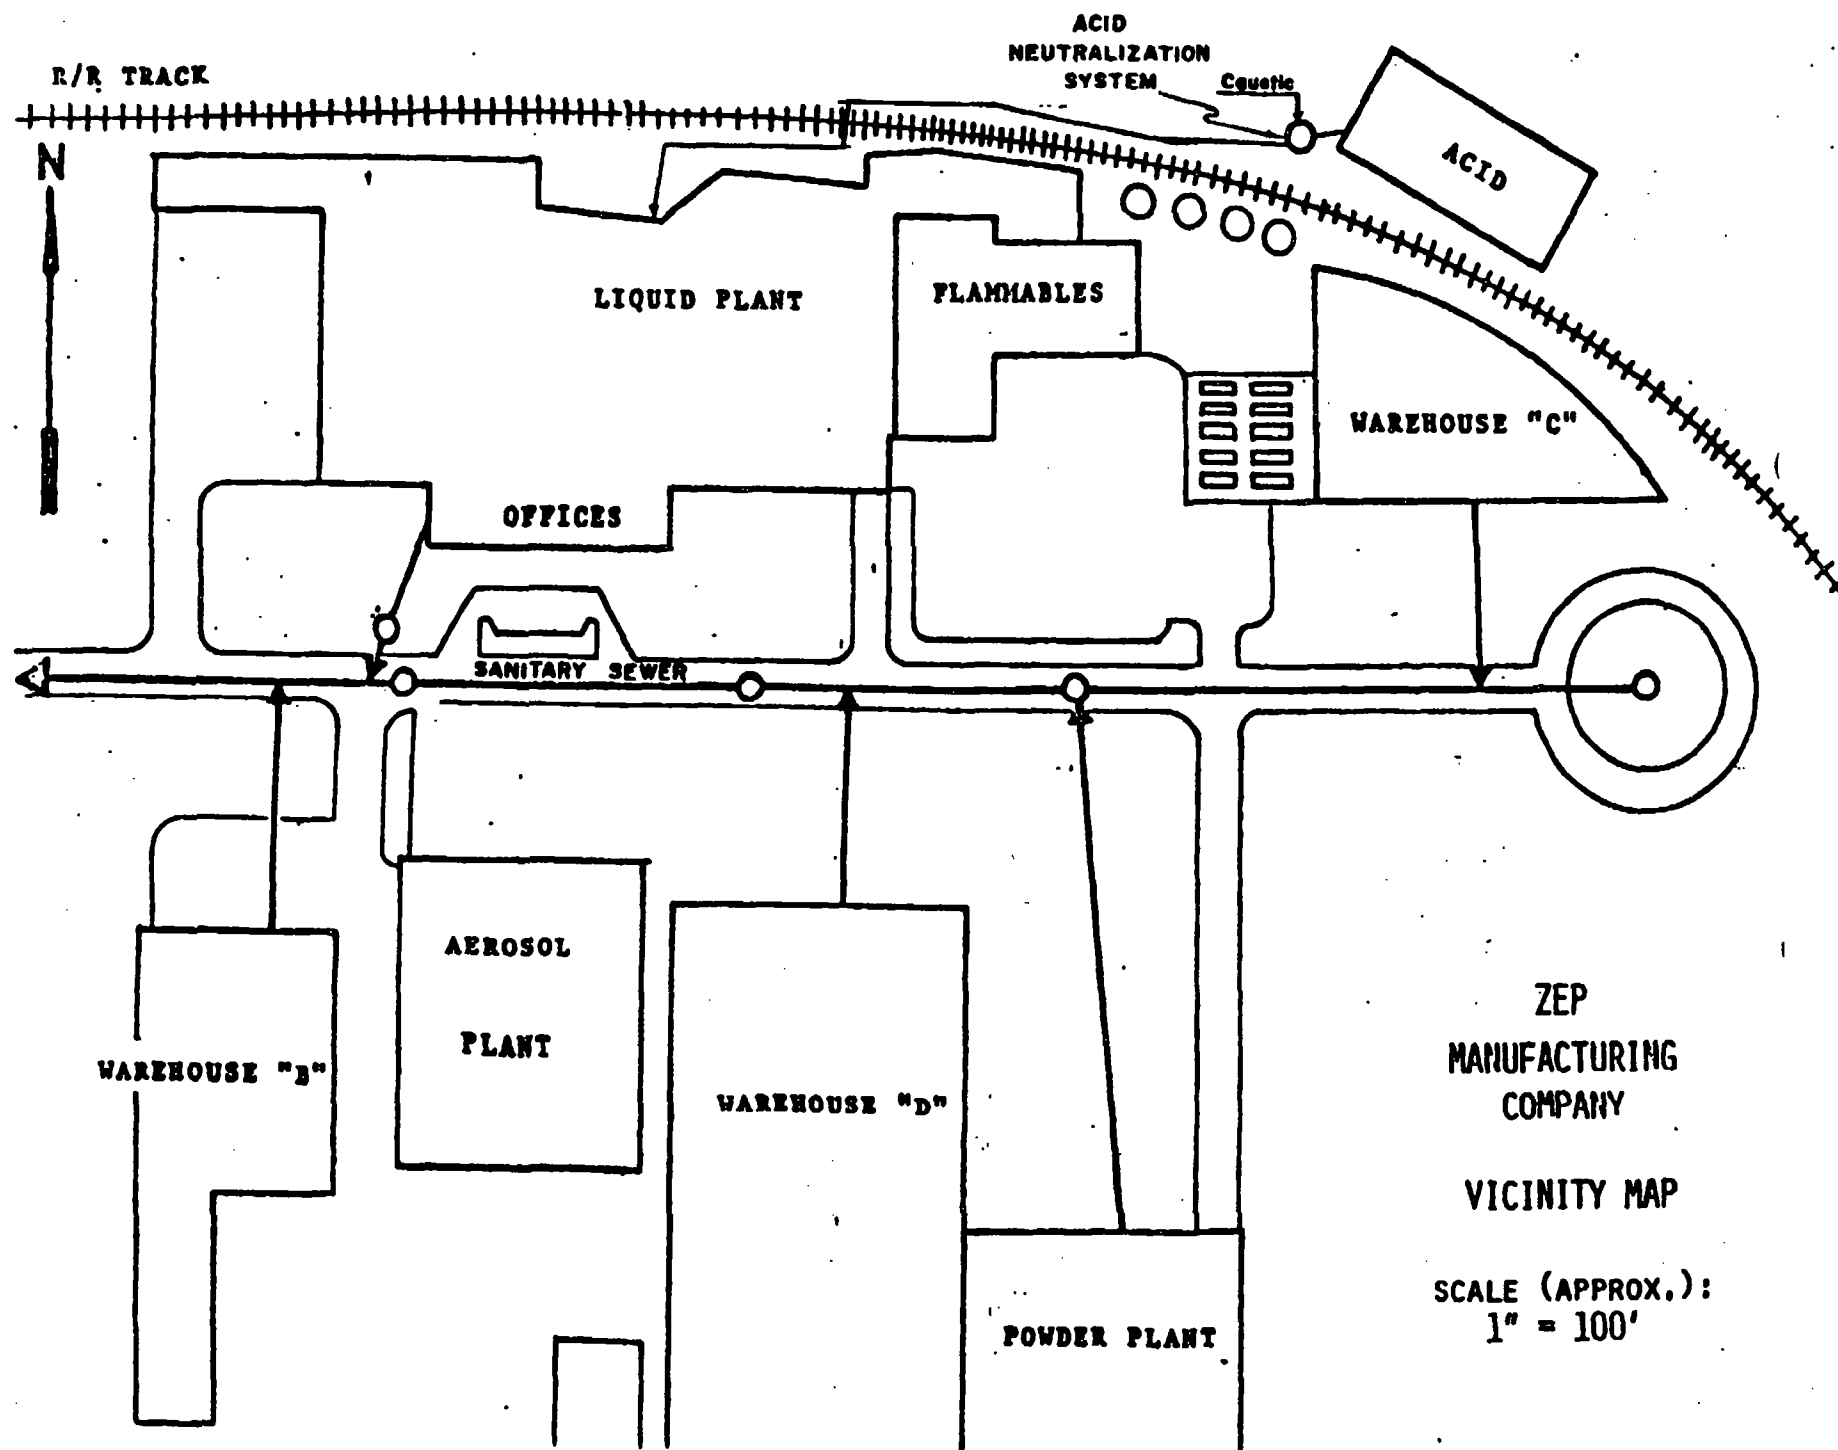 ACID
NEUTRALIZATION
SYSTEM
Caustic
R/R TRACK
N
ACID
LIQUID PLANT
FLAMMABLES
WAREHOUSE "C"
OFFICES
SANITARY SEWER
AEROSOL
PLANT
WAREHOUSE "B"
WAREHOUSE "D"
POWDER PLANT
ZEP
MANUFACTURING
COMPANY
VICINITY MAP
SCALE (APPROX.):
1" = 100'